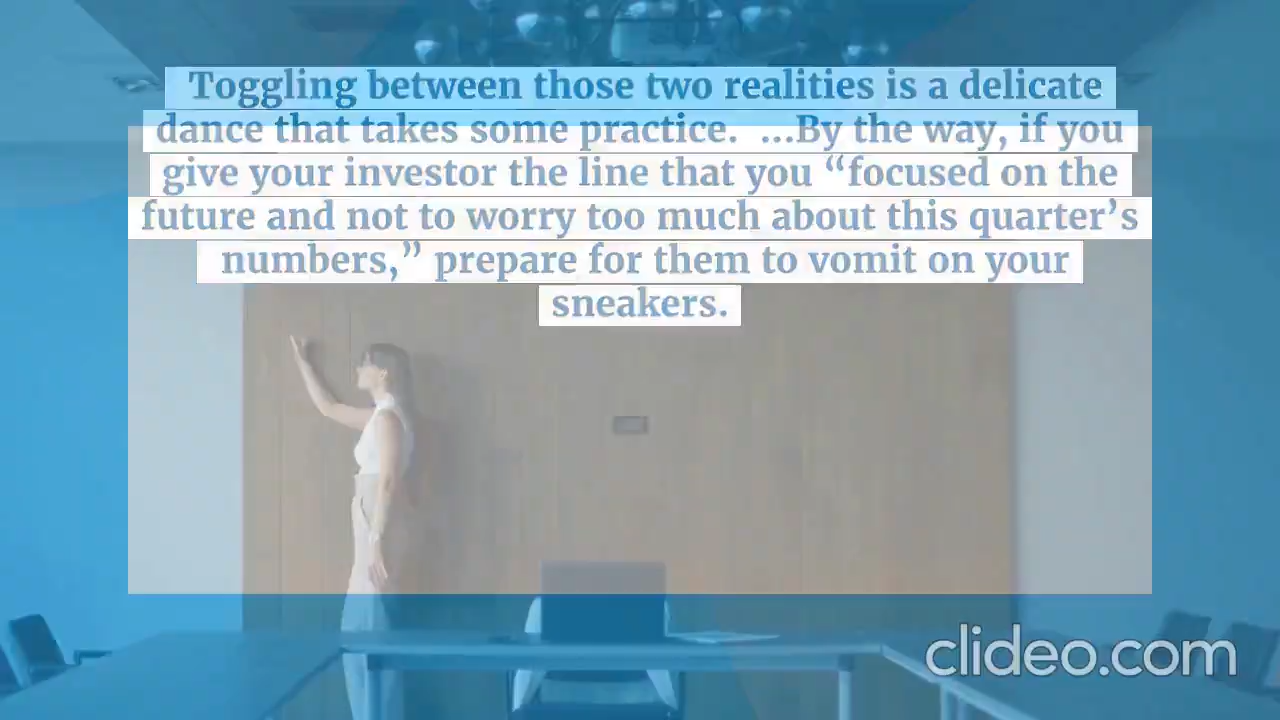 Toggling between those two realities is a delicate
dance that takes some practice.  ...By the way, if you
give your investor the line that you “focused on the
future and not to worry too much about this quarter’s
numbers,” prepare for them to vomit on your
sneakers.
clideo.com